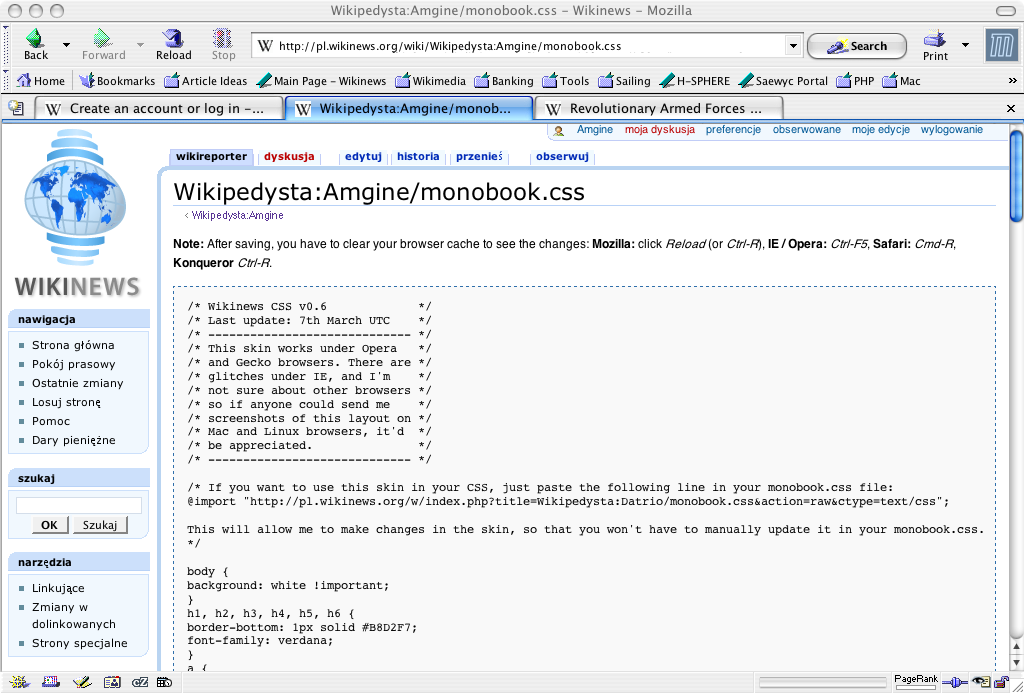 Wikipedysta:Amgine/monobook.css – Wikinews – Mozilla
Back Forward Reload Stop http://pl.wikinews.org/wiki/Wikipedysta:Amgine/monobook.css Search Print
Home Bookmarks Article Ideas Main Page – Wikinews Wikimedia Banking Tools Sailing H-SPHERE Saewyc Portal PHP Mac »
W Create an account or log in –... W Wikipedysta:Amgine/monob... W Revolutionary Armed Forces ...
Amgine moja dyskusja preferencje obserwowane moje edycje wylogowanie
wikireporter dyskusja edytuj historia przenieś obserwuj
Wikipedysta:Amgine/monobook.css
< Wikipedysta:Amgine
Note: After saving, you have to clear your browser cache to see the changes: Mozilla: click Reload (or Ctrl-R), IE / Opera: Ctrl-F5, Safari: Cmd-R,
Konqueror Ctrl-R.
WIKINEWS
nawigacja
Strona główna
Pokój prasowy
Ostatnie zmiany
Losuj stronę
Pomoc
Dary pieniężne
szukaj
OK Szukaj
narzędzia
Linkujące
Zmiany w
dolinkowanych
Strony specjalne
/* Wikinews CSS v0.6 */
/* Last update: 7th March UTC */
/* ----------------------------- */
/* This skin works under Opera */
/* and Gecko browsers. There are */
/* glitches under IE, and I'm */
/* not sure about other browsers */
/* so if anyone could send me */
/* screenshots of this layout on */
/* Mac and Linux browsers, it'd */
/* be appreciated. */
/* ----------------------------- */
/* If you want to use this skin in your CSS, just paste the following line in your monobook.css file:
@import "http://pl.wikinews.org/w/index.php?title=Wikipedysta:Datrio/monobook.css&action=raw&ctype=text/css";
This will allow me to make changes in the skin, so that you won't have to manually update it in your monobook.css.
*/
body {
background: white !important;
}
h1, h2, h3, h4, h5, h6 {
border-bottom: 1px solid #B8D2F7;
font-family: verdana;
}
a {
PageRank